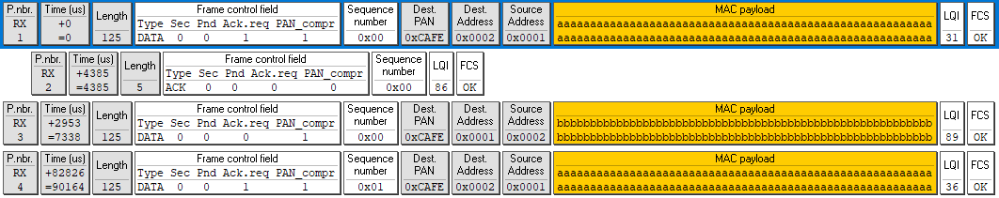 P.nbr. Time (us) Length Frame control field Sequence number Dest. PAN Dest. Address Source Address MAC payload LQI FCS
RX +0 Type Sec Pnd Ack.req PAN_compr aaaaaaaaaaaaaaaaaaaaaaaaaaaaaaaaaaaaaaaaaaaaaaaaaaaaaaaaa
1 =0 125 DATA 0 0 1 1 0x00 0xCAFE 0x0002 0x0001 aaaaaaaaaaaaaaaaaaaaaaaaaaaaaaaaaaaaaaaaaaaaaaaaaaaaaaaaa 31 OK
P.nbr. Time (us) Length Frame control field Sequence number LQI FCS
RX +4385 Type Sec Pnd Ack.req PAN_compr
2 =4385 5 ACK 0 0 0 0 0x00 86 OK
P.nbr. Time (us) Length Frame control field Sequence number Dest. PAN Dest. Address Source Address MAC payload LQI FCS
RX +2953 Type Sec Pnd Ack.req PAN_compr bbbbbbbbbbbbbbbbbbbbbbbbbbbbbbbbbbbbbbbbbbbbbbbbbbbbbbbbb
3 =7338 125 DATA 0 0 1 1 0x00 0xCAFE 0x0001 0x0002 bbbbbbbbbbbbbbbbbbbbbbbbbbbbbbbbbbbbbbbbbbbbbbbbbbbbbbbbb 89 OK
P.nbr. Time (us) Length Frame control field Sequence number Dest. PAN Dest. Address Source Address MAC payload LQI FCS
RX +82826 Type Sec Pnd Ack.req PAN_compr aaaaaaaaaaaaaaaaaaaaaaaaaaaaaaaaaaaaaaaaaaaaaaaaaaaaaaaaa
4 =90164 125 DATA 0 0 1 1 0x01 0xCAFE 0x0002 0x0001 aaaaaaaaaaaaaaaaaaaaaaaaaaaaaaaaaaaaaaaaaaaaaaaaaaaaaaaaa 36 OK